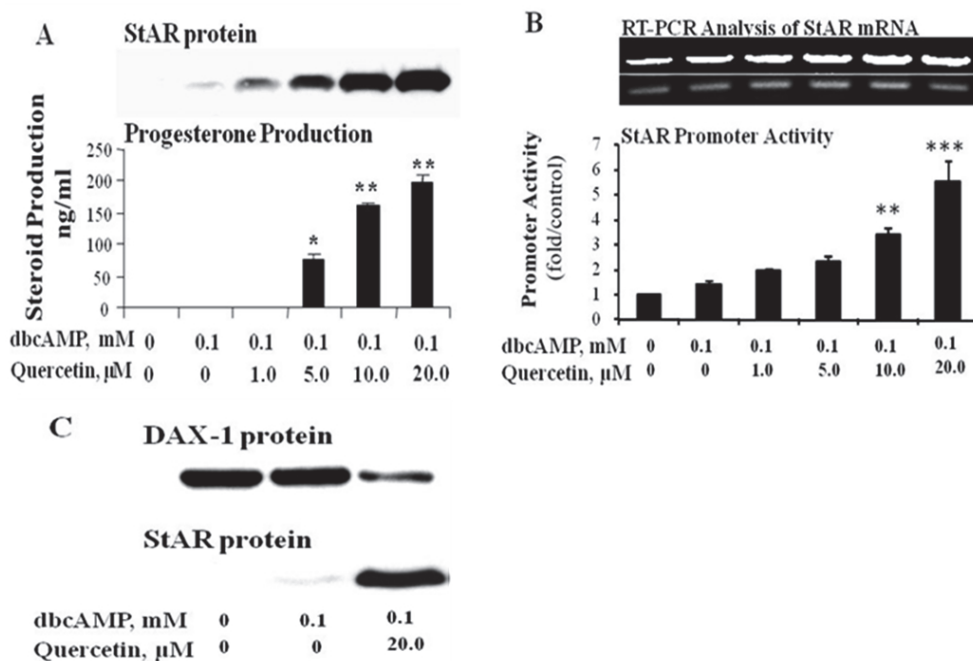 A
StAR protein
Progesterone Production
Steroid Production
ng/ml
250
200
150
100
50
0
*
**
**
dbcAMP, mM 0 0.1 0.1 0.1 0.1 0.1
Quercetin, µM 0 0 1.0 5.0 10.0 20.0
B
RT-PCR Analysis of StAR mRNA
StAR Promoter Activity
Promoter Activity
(fold/control)
7
6
5
4
3
2
1
0
**
***
dbcAMP, mM 0 0.1 0.1 0.1 0.1 0.1
Quercetin, µM 0 0 1.0 5.0 10.0 20.0
C
DAX-1 protein
StAR protein
dbcAMP, mM 0 0.1 0.1
Quercetin, µM 0 0 20.0